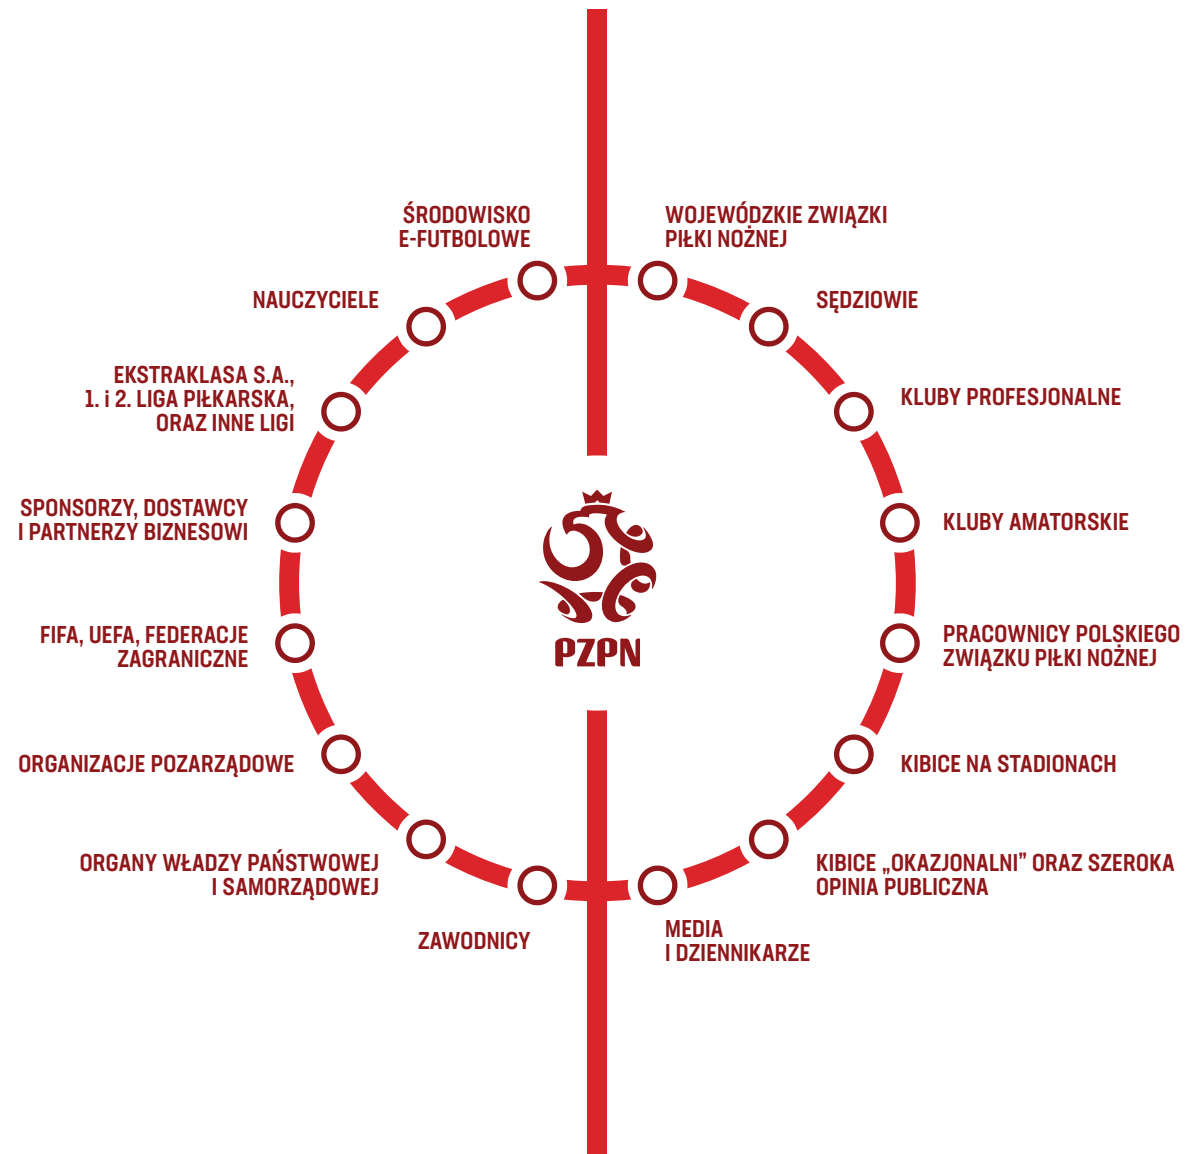 ŚRODOWISKO
E-FUTBOLOWE
WOJEWÓDZKIE ZWIĄZKI
PIŁKI NOŻNEJ
NAUCZYCIELE
SĘDZIOWIE
EKSTRAKLASA S.A.,
1. i 2. LIGA PIŁKARSKA,
ORAZ INNE LIGI
KLUBY PROFESJONALNE
SPONSORZY, DOSTAWCY
I PARTNERZY BIZNESOWI
KLUBY AMATORSKIE
FIFA, UEFA, FEDERACJE
ZAGRANICZNE
PZPN
PRACOWNICY POLSKIEGO
ZWIĄZKU PIŁKI NOŻNEJ
ORGANIZACJE POZARZĄDOWE
KIBICE NA STADIONACH
ORGANY WŁADZY PAŃSTWOWEJ
I SAMORZĄDOWEJ
KIBICE „OKAZJONALNI” ORAZ SZEROKA
OPINIA PUBLICZNA
ZAWODNICY
MEDIA
I DZIENNIKARZE